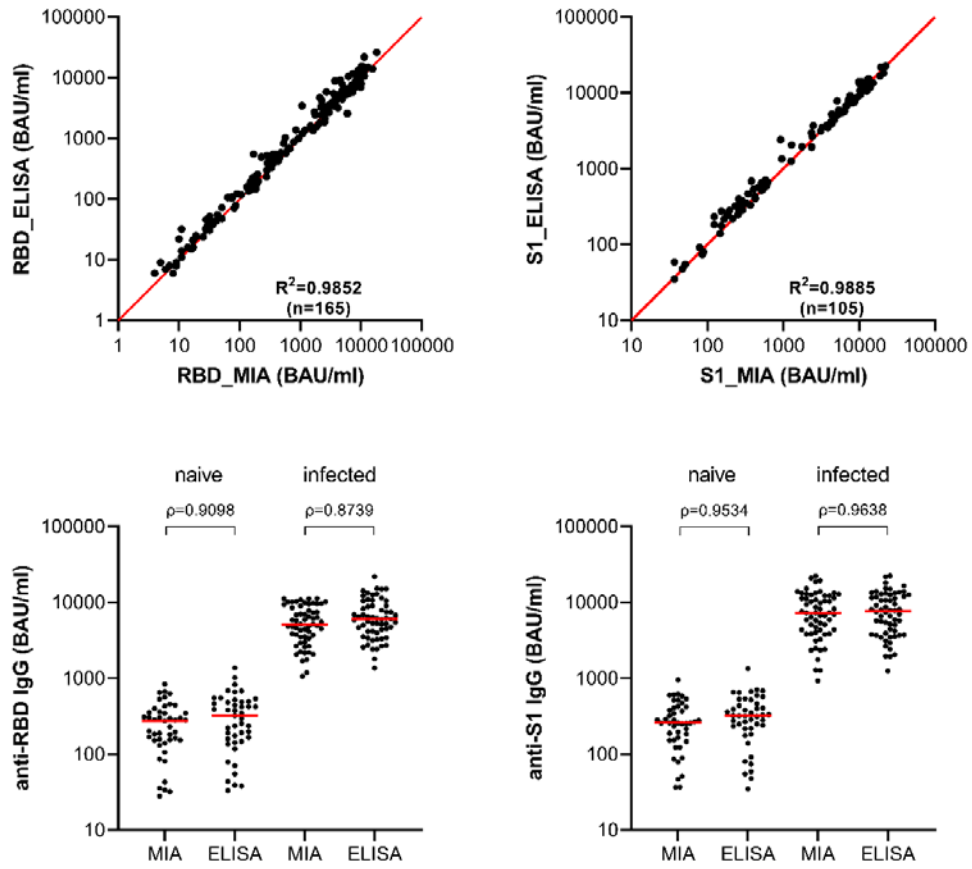 100000
10000
1000
100
10
1
RBD_ELISA (BAU/ml)
R²=0.9852
(n=165)
1 10 100 1000 10000 100000
RBD_MIA (BAU/ml)
100000
10000
1000
100
10
S1_ELISA (BAU/ml)
R²=0.9885
(n=105)
10 100 1000 10000 100000
S1_MIA (BAU/ml)
naive infected
ρ=0.9098 ρ=0.8739
100000
10000
1000
100
10
anti-RBD IgG (BAU/ml)
MIA ELISA MIA ELISA
naive infected
ρ=0.9534 ρ=0.9638
100000
10000
1000
100
10
anti-S1 IgG (BAU/ml)
MIA ELISA MIA ELISA